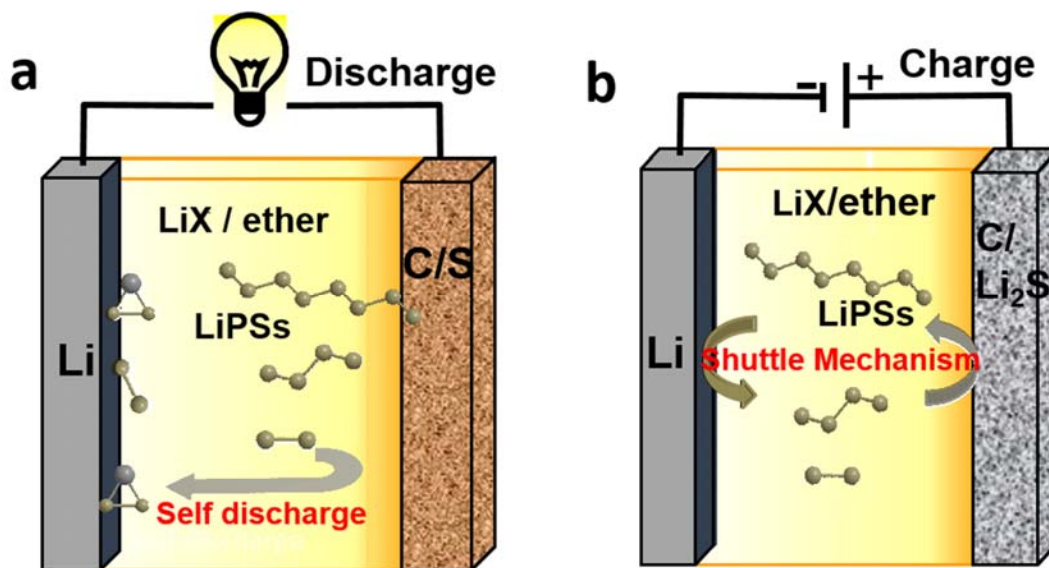 a
Discharge
LiX / ether
C/S
LiPSs
Li
Self discharge
b
- +
Charge
LiX/ether
C/
Li₂S
LiPSs
Li
Shuttle Mechanism